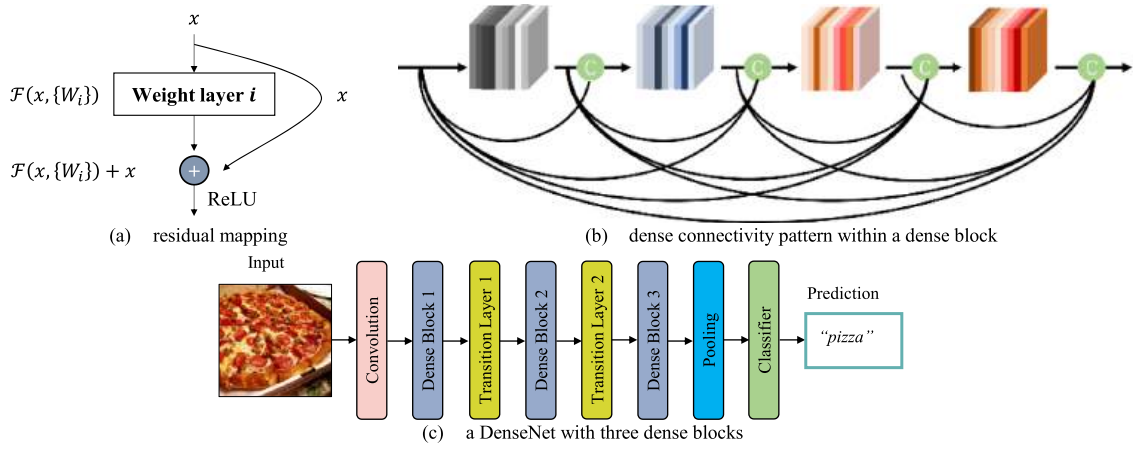 x
ℱ(x, {W_i})
Weight layer i
x
ℱ(x, {W_i}) + x
+
ReLU
(a) residual mapping
C
C
C
C
(b) dense connectivity pattern within a dense block
Input
Convolution
Dense Block 1
Transition Layer 1
Dense Block 2
Transition Layer 2
Dense Block 3
Pooling
Classifier
Prediction
“pizza”
(c) a DenseNet with three dense blocks